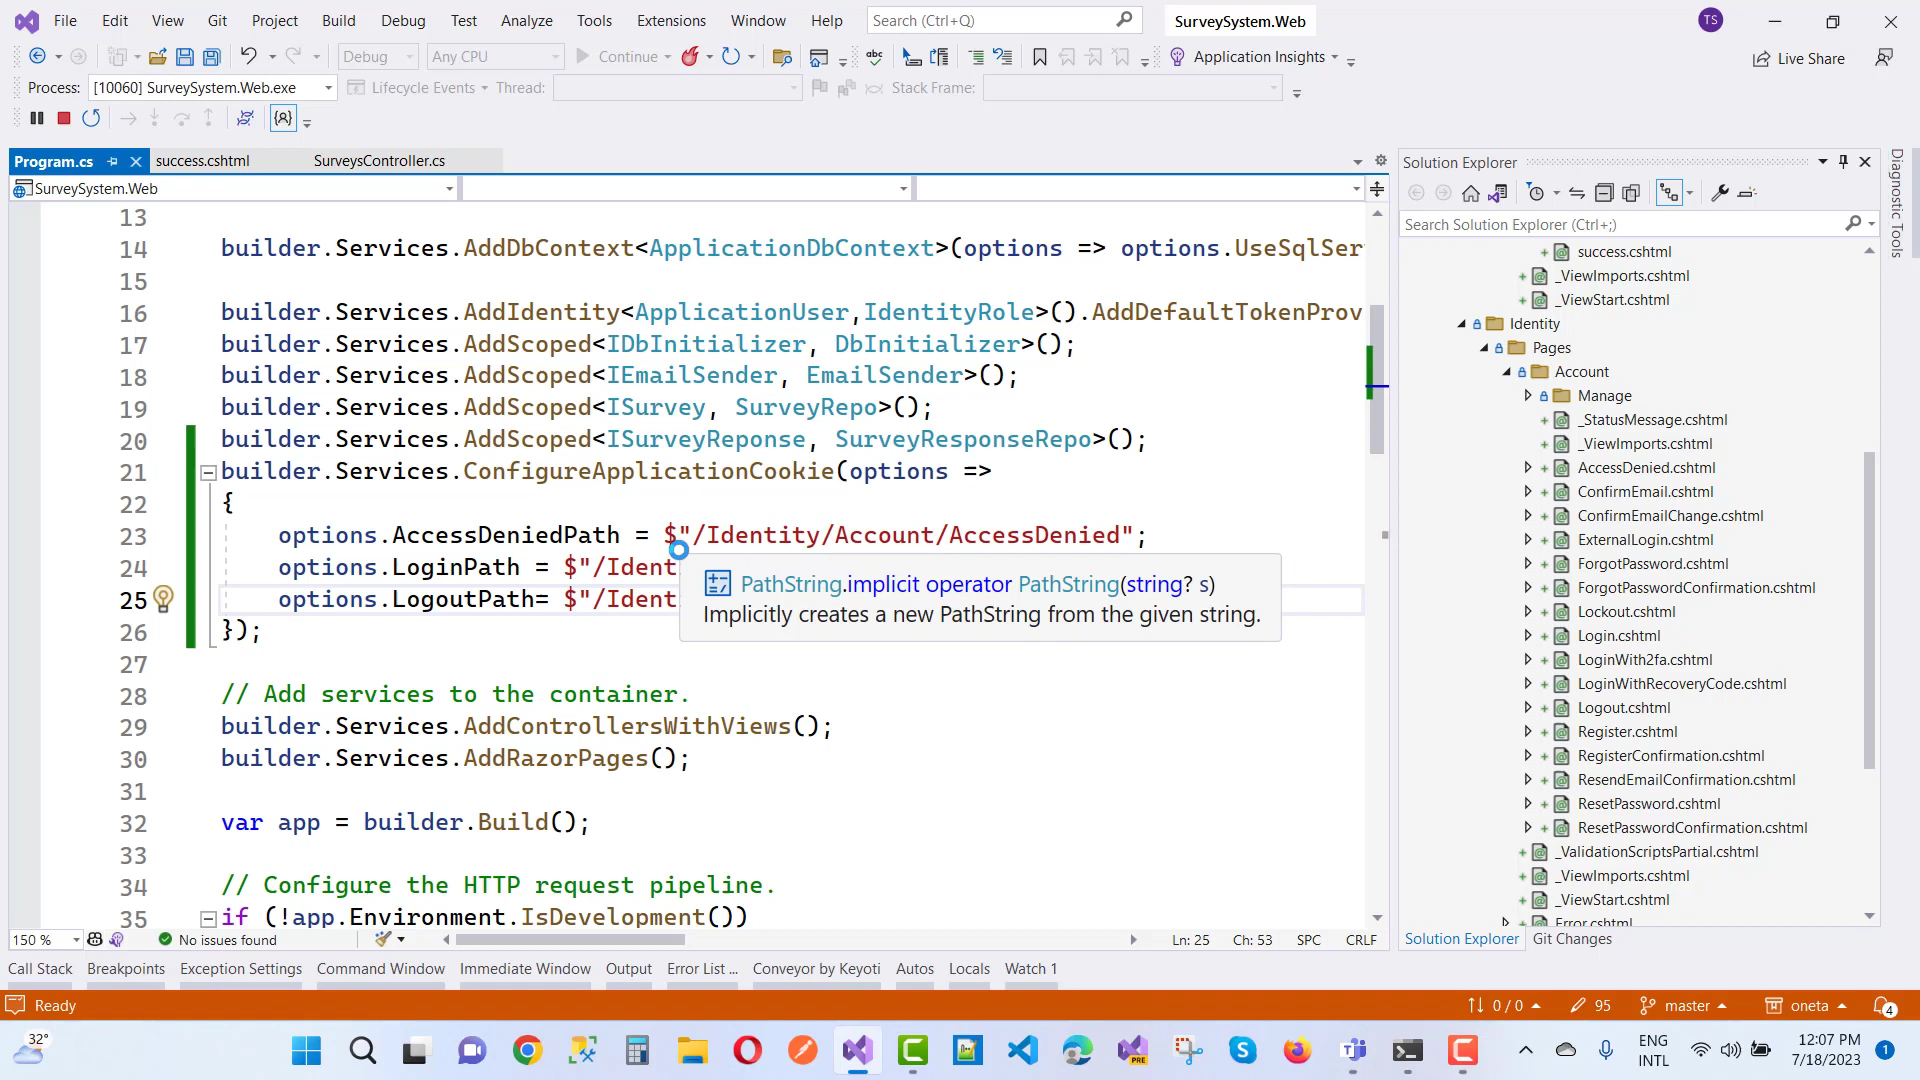 File Edit View Git Project Build Debug Test Analyze Tools Extensions Window Help Search (Ctrl+Q) SurveySystem.Web TS
Debug Any CPU Continue Application Insights Live Share
Process: [10060] SurveySystem.Web.exe Lifecycle Events Thread: Stack Frame:
Program.cs success.cshtml SurveysController.cs
SurveySystem.Web
13
14 builder.Services.AddDbContext<ApplicationDbContext>(options => options.UseSqlSer
15
16 builder.Services.AddIdentity<ApplicationUser,IdentityRole>().AddDefaultTokenProv
17 builder.Services.AddScoped<IDbInitializer, DbInitializer>();
18 builder.Services.AddScoped<IEmailSender, EmailSender>();
19 builder.Services.AddScoped<ISurvey, SurveyRepo>();
20 builder.Services.AddScoped<ISurveyReponse, SurveyResponseRepo>();
21 builder.Services.ConfigureApplicationCookie(options =>
22 {
23 options.AccessDeniedPath = $"/Identity/Account/AccessDenied";
24 options.LoginPath = $"/Ident
25 options.LogoutPath= $"/Ident
26 });
27
28 // Add services to the container.
29 builder.Services.AddControllersWithViews();
30 builder.Services.AddRazorPages();
31
32 var app = builder.Build();
33
34 // Configure the HTTP request pipeline.
35 if (!app.Environment.IsDevelopment())
PathString.implicit operator PathString(string? s)
Implicitly creates a new PathString from the given string.
150 % No issues found Ln: 25 Ch: 53 SPC CRLF
Solution Explorer
Search Solution Explorer (Ctrl+;)
success.cshtml
_ViewImports.cshtml
_ViewStart.cshtml
Identity
Pages
Account
Manage
_StatusMessage.cshtml
_ViewImports.cshtml
AccessDenied.cshtml
ConfirmEmail.cshtml
ConfirmEmailChange.cshtml
ExternalLogin.cshtml
ForgotPassword.cshtml
ForgotPasswordConfirmation.cshtml
Lockout.cshtml
Login.cshtml
LoginWith2fa.cshtml
LoginWithRecoveryCode.cshtml
Logout.cshtml
Register.cshtml
RegisterConfirmation.cshtml
ResendEmailConfirmation.cshtml
ResetPassword.cshtml
ResetPasswordConfirmation.cshtml
_ValidationScriptsPartial.cshtml
_ViewImports.cshtml
_ViewStart.cshtml
Error.cshtml
Solution Explorer Git Changes
Diagnostic Tools
Call Stack Breakpoints Exception Settings Command Window Immediate Window Output Error List ... Conveyor by Keyoti Autos Locals Watch 1
Ready 0 / 0 95 master oneta 4
32° ENG 12:07 PM
INTL 7/18/2023 1